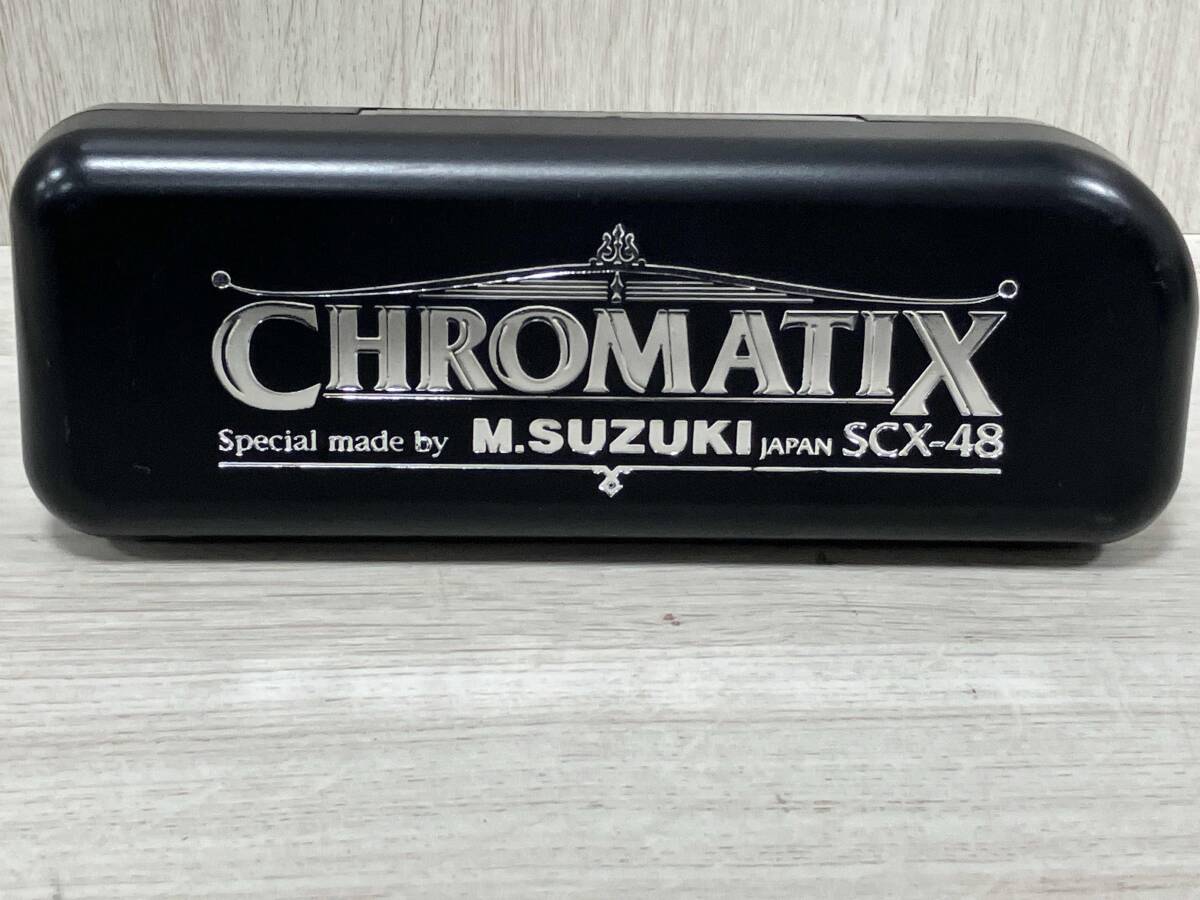 CHROMATIX
Special made by M.SUZUKI JAPAN SCX-48